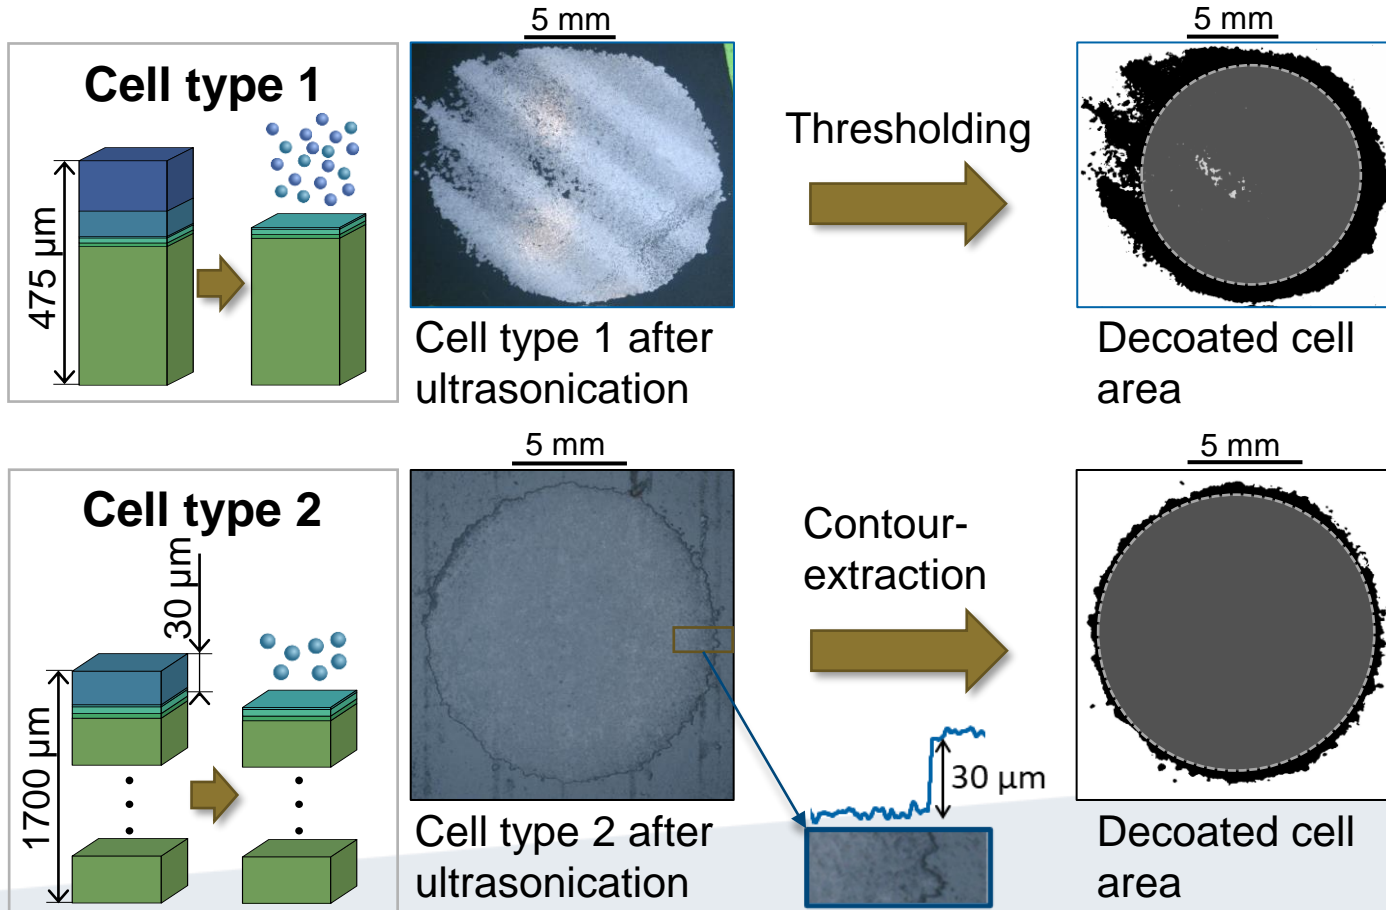 5 mm
5 mm
Cell type 1
475 µm
Thresholding
Cell type 1 after
ultrasonication
Decoated cell
area
5 mm
5 mm
Cell type 2
30 µm
1700 µm
Contour-
extraction
30 µm
Cell type 2 after
ultrasonication
Decoated cell
area